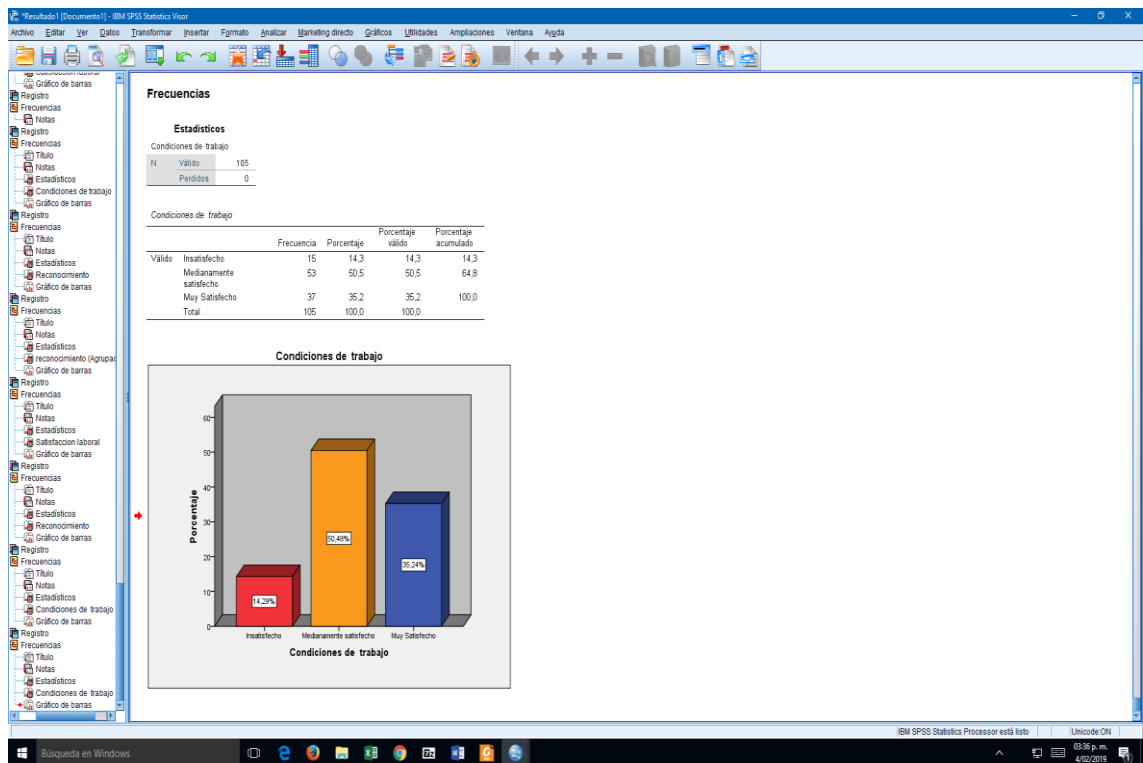 *Resultado1 [Documento1] - IBM SPSS Statistics Visor
Archivo Editar Ver Datos Transformar Insertar Formato Analizar Marketing directo Gráficos Utilidades Ampliaciones Ventana Ayuda
Gráfico de barras
Registro
Frecuencias
Notas
Registro
Frecuencias
Título
Notas
Estadísticos
Condiciones de trabajo
Gráfico de barras
Registro
Frecuencias
Título
Notas
Estadísticos
Reconocimiento
Gráfico de barras
Registro
Frecuencias
Título
Notas
Estadísticos
reconocimiento (Agrupac
Gráfico de barras
Registro
Frecuencias
Título
Notas
Estadísticos
Satisfaccion laboral
Gráfico de barras
Registro
Frecuencias
Título
Notas
Estadísticos
Reconocimiento
Gráfico de barras
Registro
Frecuencias
Título
Notas
Estadísticos
Condiciones de trabajo
Gráfico de barras
Registro
Frecuencias
Título
Notas
Estadísticos
Condiciones de trabajo
Gráfico de barras
Frecuencias
Estadísticos
Condiciones de trabajo
N Válido 105
Perdidos 0
Condiciones de trabajo
Frecuencia Porcentaje Porcentaje válido Porcentaje acumulado
Válido Insatisfecho 15 14,3 14,3 14,3
Medianamente satisfecho 53 50,5 50,5 64,8
Muy Satisfecho 37 35,2 35,2 100,0
Total 105 100,0 100,0
Condiciones de trabajo
Porcentaje
60
50
40
30
20
10
0
14,29%
50,48%
35,24%
Insatisfecho Medianamente satisfecho Muy Satisfecho
Condiciones de trabajo
IBM SPSS Statistics Processor está listo Unicode:ON
Búsqueda en Windows
03:36 p. m.
4/02/2019